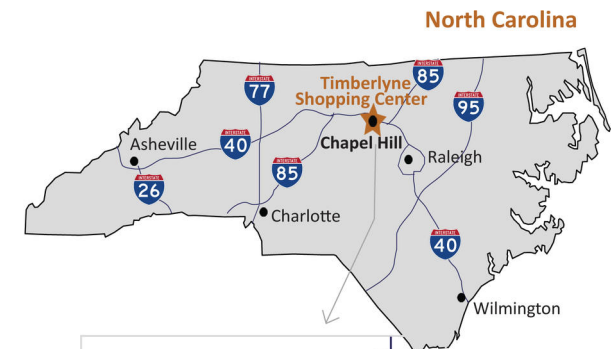 North Carolina
INTERSTATE
77
INTERSTATE
85
INTERSTATE
95
Timberlyne
Shopping Center
Chapel Hill
Asheville
INTERSTATE
40
INTERSTATE
85
Raleigh
INTERSTATE
26
Charlotte
INTERSTATE
40
Wilmington